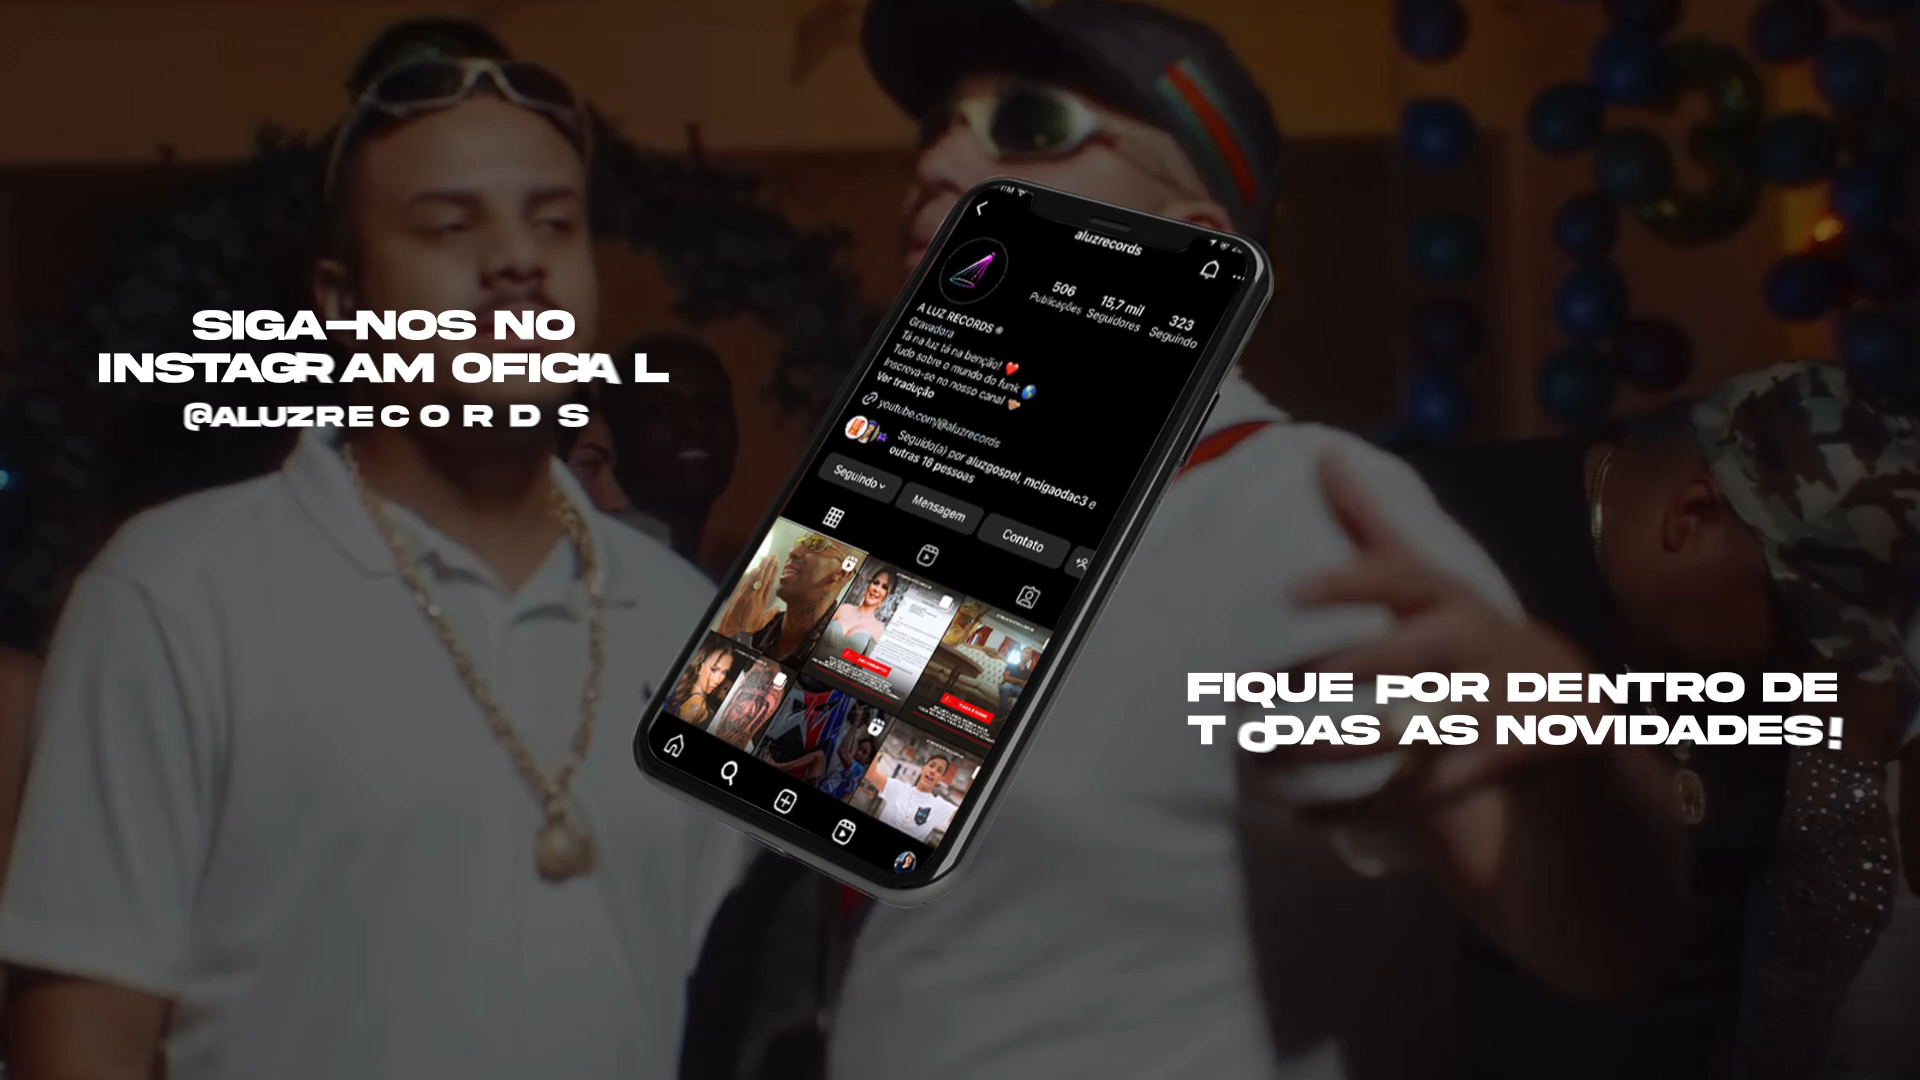 SIGA-NOS NO
INSTAGRAM OFICIAL
@ALUZRECORDS
aluzrecords
506
Publicações
15,7 mil
Seguidores
323
Seguindo
A LUZ RECORDS ®
Gravadora
Tá na luz tá na benção! ❤️
Tudo sobre o mundo do funk 🌎
Inscreva-se no nosso canal 🤝🏼
Ver tradução
youtube.com/@aluzrecords
Seguido(a) por aluzgospel, mcigaodac3 e
outras 16 pessoas
Seguindo
Mensagem
Contato
FIQUE POR DENTRO DE
TODAS AS NOVIDADES!